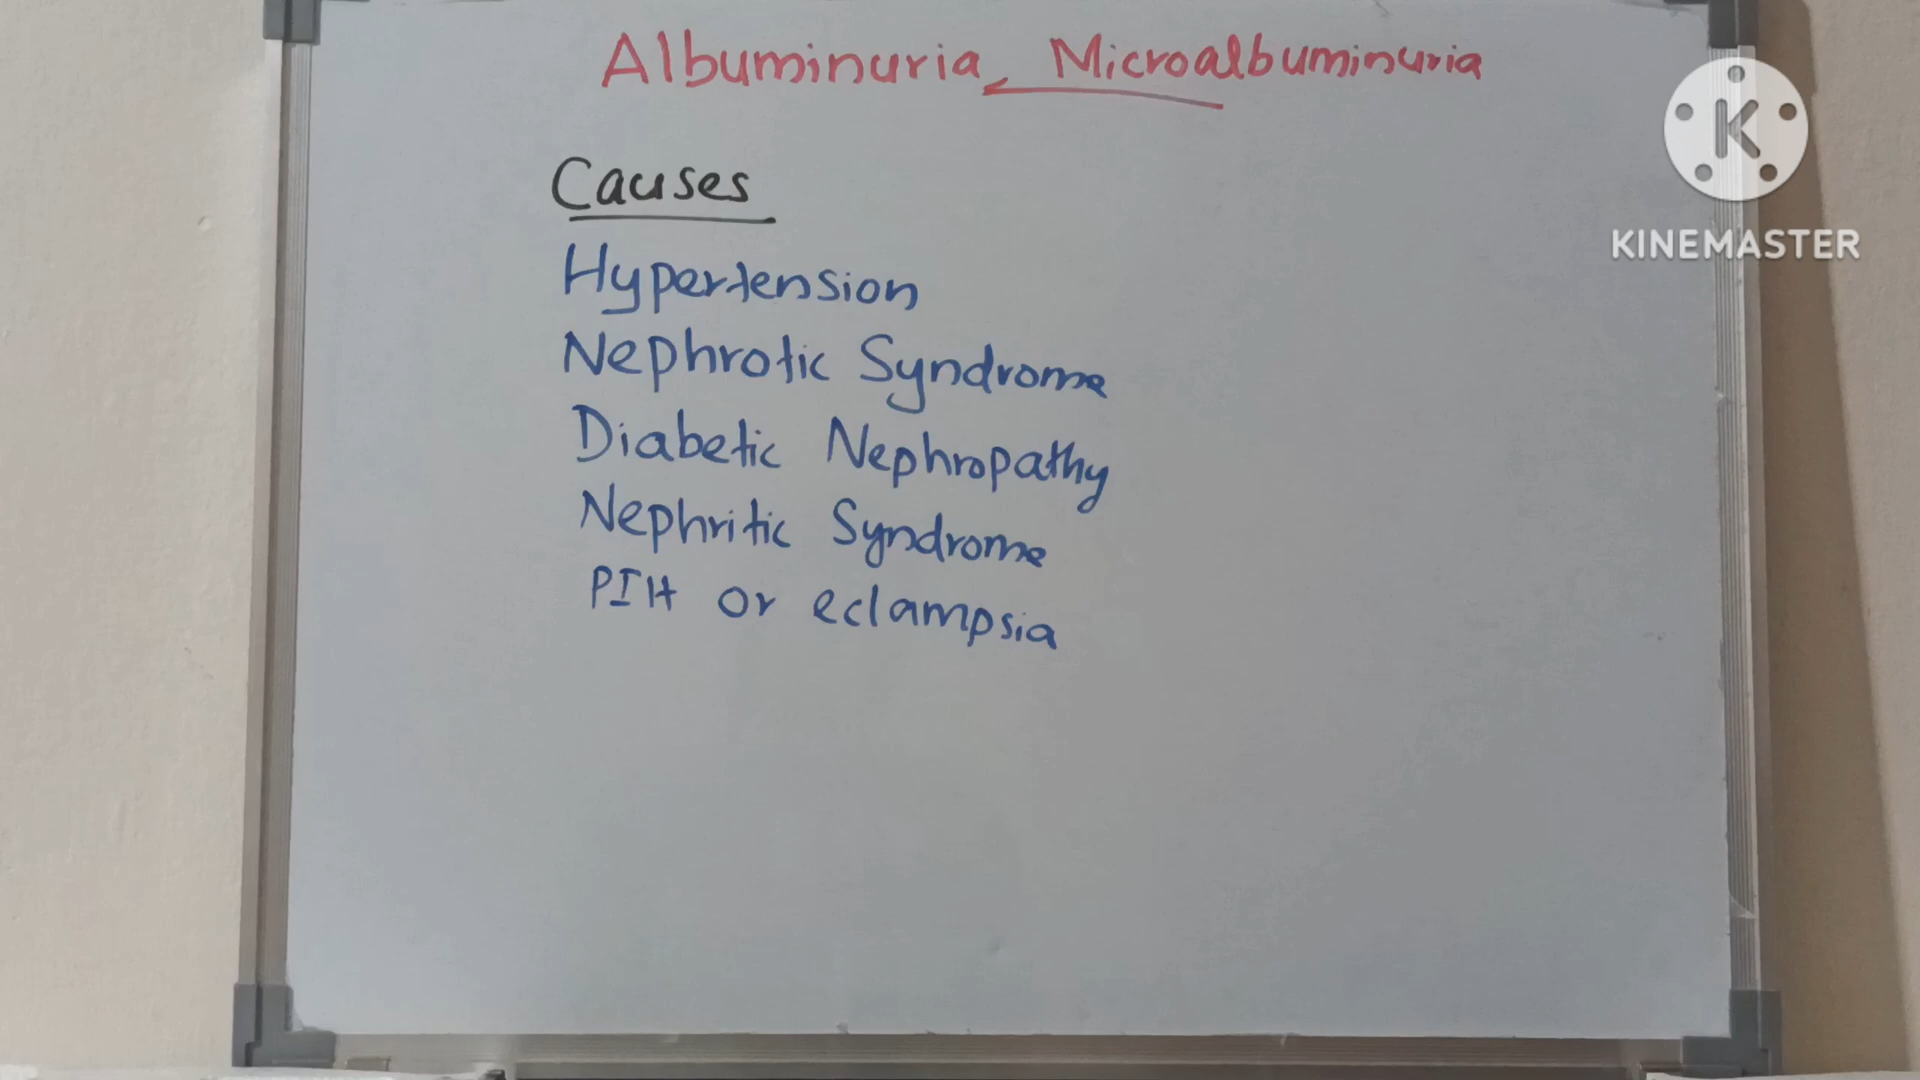 Albuminuria, Microalbuminuria
Causes
Hypertension
Nephrotic Syndrome
Diabetic Nephropathy
Nephritic Syndrome
PIH or eclampsia
K
KINEMASTER